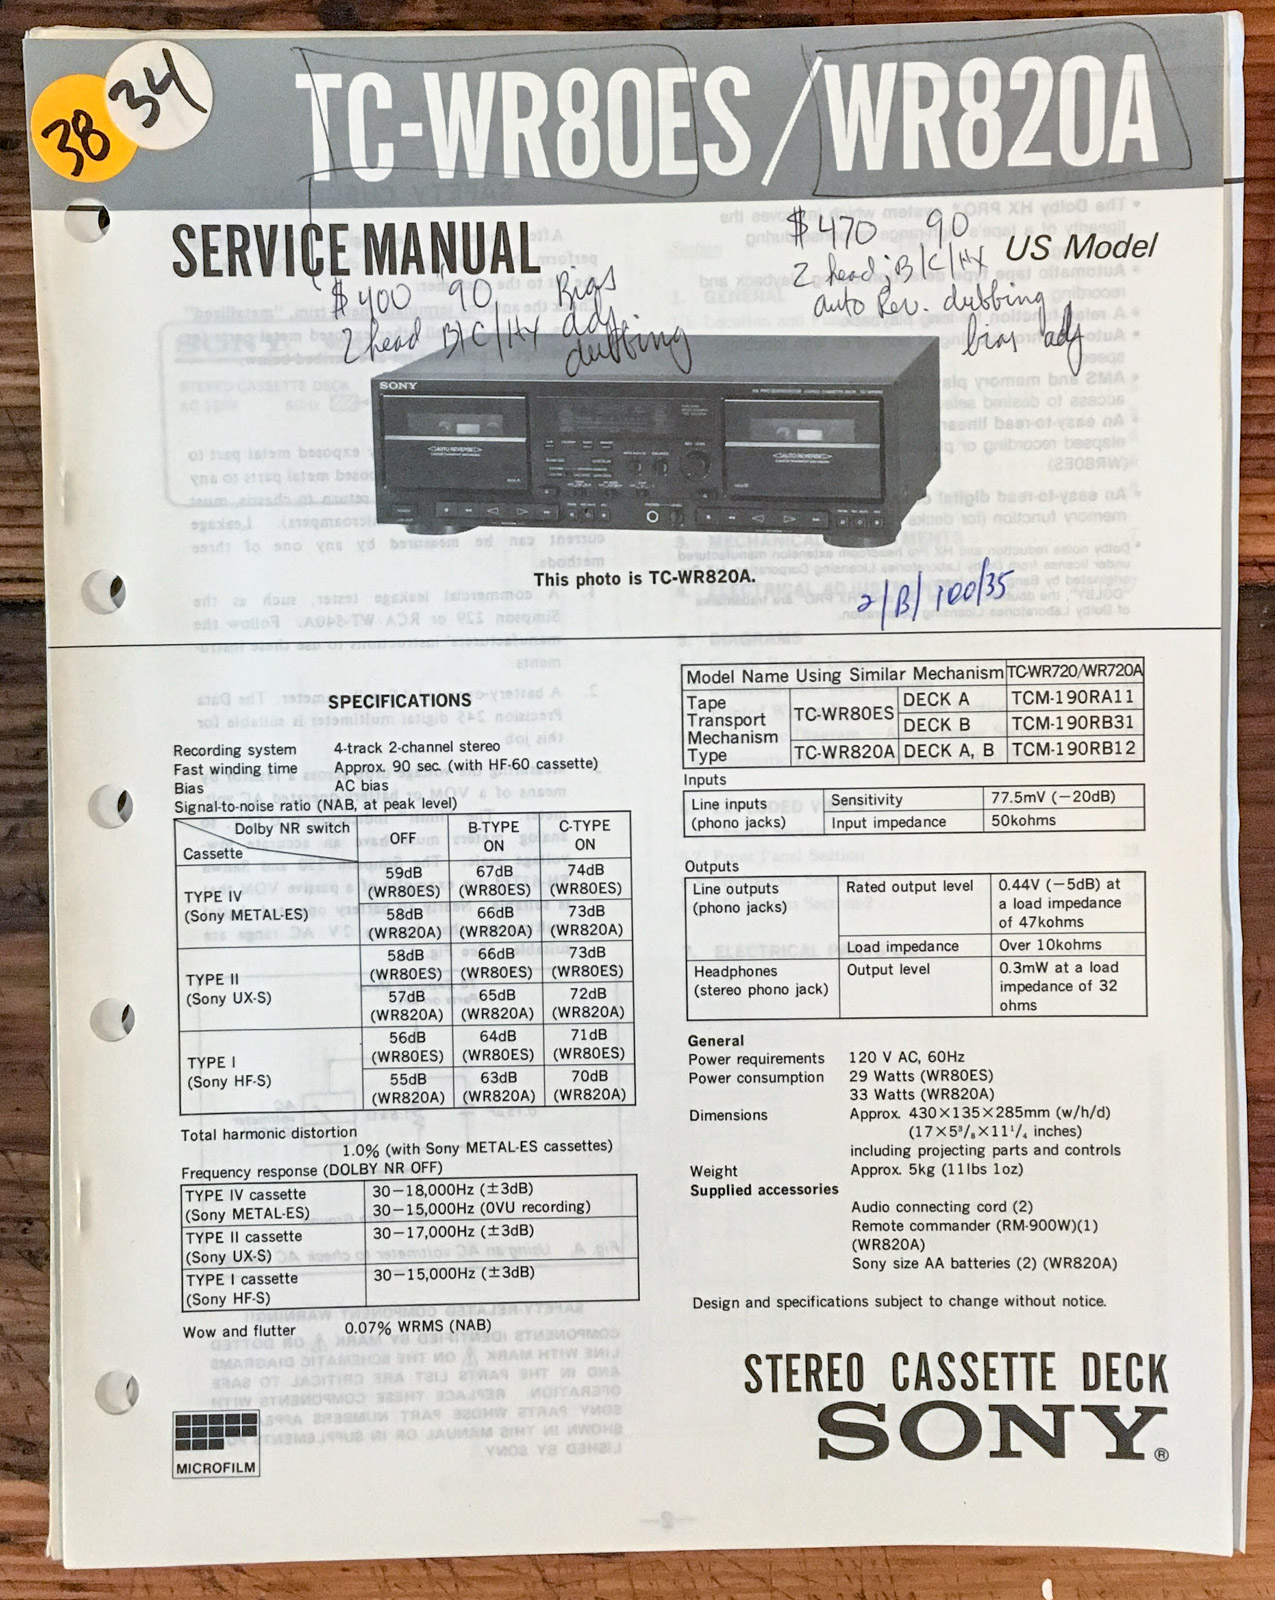 38
34
TC-WR80ES / WR820A
SERVICE MANUAL
US Model
$400 '90 Bias
2 head B/C/HX adj
dubbing
$470 90
2 head; B/C/HX
auto Rev. dubbing
bias adj
SONY
AUTO REVERSE
AUTO REVERSE
This photo is TC-WR820A.
2/B/100/35
SPECIFICATIONS
Recording system 4-track 2-channel stereo
Fast winding time Approx. 90 sec. (with HF-60 cassette)
Bias AC bias
Signal-to-noise ratio (NAB, at peak level)
Dolby NR switch OFF B-TYPE ON C-TYPE ON
Cassette
TYPE IV (Sony METAL-ES) 59dB (WR80ES) 67dB (WR80ES) 74dB (WR80ES)
58dB (WR820A) 66dB (WR820A) 73dB (WR820A)
TYPE II (Sony UX-S) 58dB (WR80ES) 66dB (WR80ES) 73dB (WR80ES)
57dB (WR820A) 65dB (WR820A) 72dB (WR820A)
TYPE I (Sony HF-S) 56dB (WR80ES) 64dB (WR80ES) 71dB (WR80ES)
55dB (WR820A) 63dB (WR820A) 70dB (WR820A)
Total harmonic distortion
1.0% (with Sony METAL-ES cassettes)
Frequency response (DOLBY NR OFF)
TYPE IV cassette 30—18,000Hz (±3dB)
(Sony METAL-ES) 30—15,000Hz (0VU recording)
TYPE II cassette 30—17,000Hz (±3dB)
(Sony UX-S)
TYPE I cassette 30—15,000Hz (±3dB)
(Sony HF-S)
Wow and flutter 0.07% WRMS (NAB)
MICROFILM
Model Name Using Similar Mechanism TC-WR720/WR720A
Tape Transport Mechanism Type TC-WR80ES DECK A TCM-190RA11
DECK B TCM-190RB31
TC-WR820A DECK A, B TCM-190RB12
Inputs
Line inputs Sensitivity 77.5mV (−20dB)
(phono jacks) Input impedance 50kohms
Outputs
Line outputs Rated output level 0.44V (−5dB) at
(phono jacks) a load impedance
of 47kohms
Load impedance Over 10kohms
Headphones Output level 0.3mW at a load
(stereo phono jack) impedance of 32
ohms
General
Power requirements 120 V AC, 60Hz
Power consumption 29 Watts (WR80ES)
33 Watts (WR820A)
Dimensions Approx. 430×135×285mm (w/h/d)
(17×5³/₈×11¹/₄ inches)
including projecting parts and controls
Weight Approx. 5kg (11lbs 1oz)
Supplied accessories
Audio connecting cord (2)
Remote commander (RM-900W)(1)
(WR820A)
Sony size AA batteries (2) (WR820A)
Design and specifications subject to change without notice.
STEREO CASSETTE DECK
SONY®